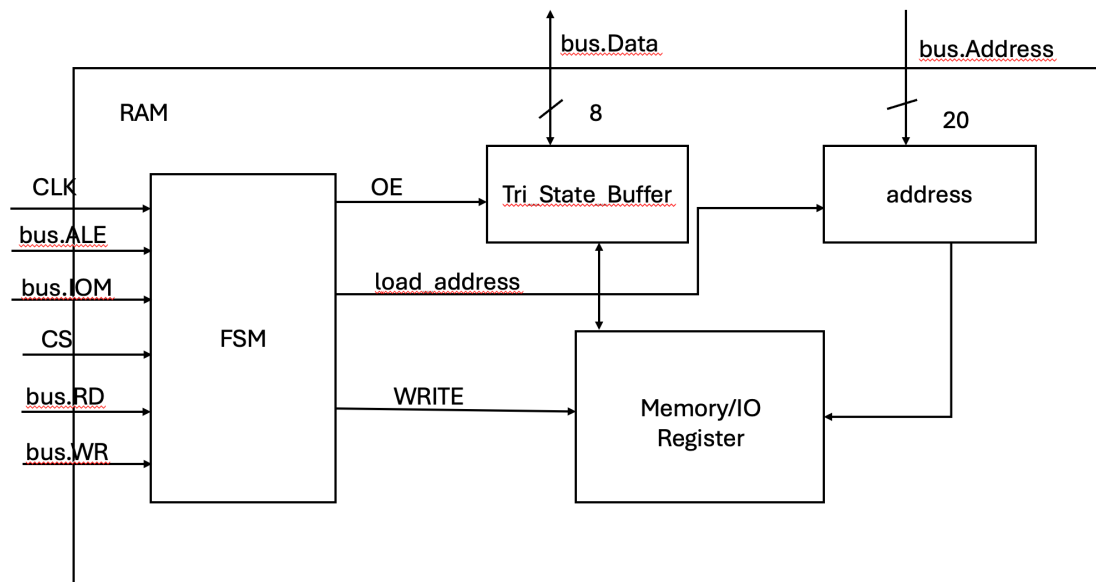 bus.Data
bus.Address
RAM
8
20
CLK
OE
Tri_State_Buffer
address
bus.ALE
load_address
bus.IOM
FSM
CS
bus.RD
WRITE
Memory/IO
Register
bus.WR